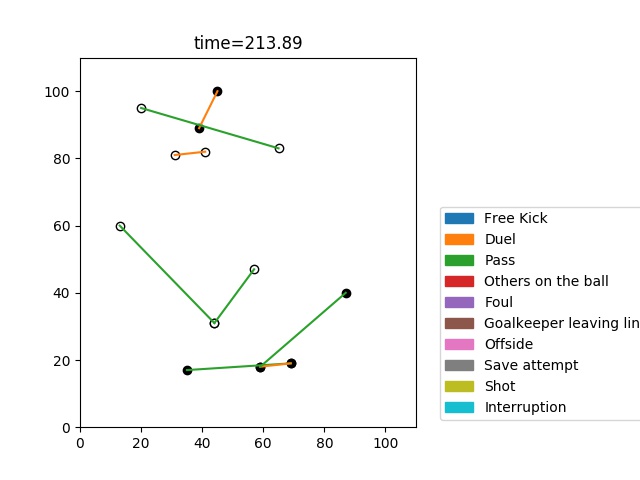 time=213.89
100
80
60
40
20
0
0 20 40 60 80 100
Free Kick
Duel
Pass
Others on the ball
Foul
Goalkeeper leaving lin
Offside
Save attempt
Shot
Interruption